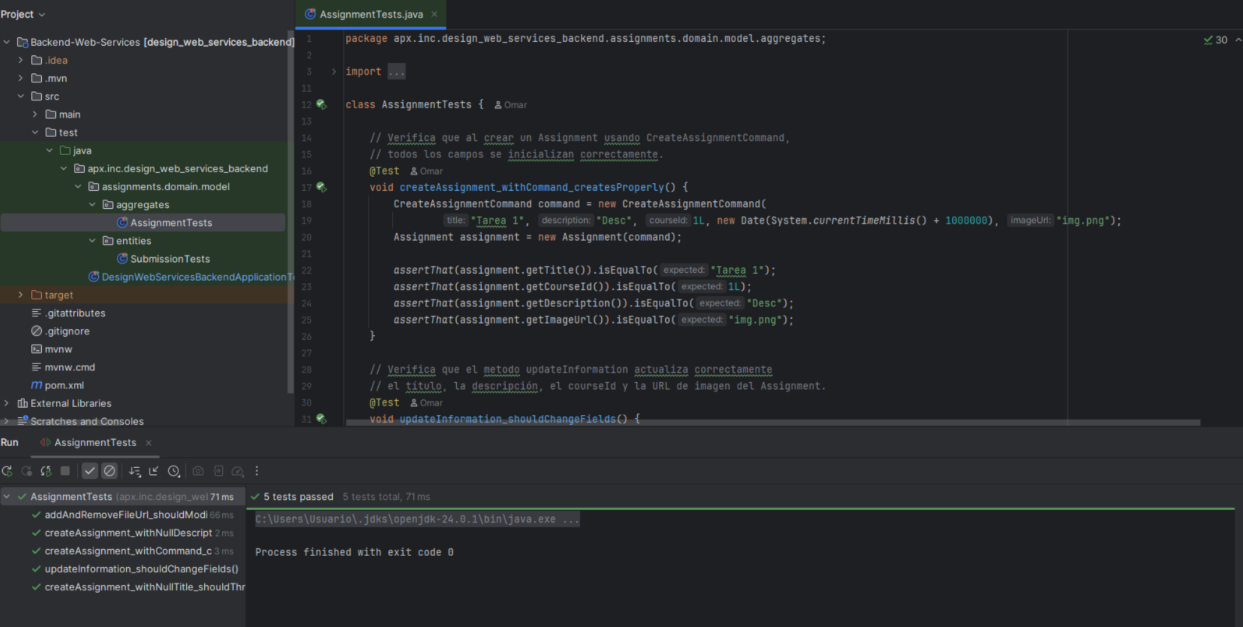 Project
AssignmentTests.java
Backend-Web-Services [design_web_services_backend]
.idea
.mvn
src
main
test
java
apx.inc.design_web_services_backend
assignments.domain.model
aggregates
AssignmentTests
entities
SubmissionTests
DesignWebServicesBackendApplicationT
target
.gitattributes
.gitignore
mvnw
mvnw.cmd
pom.xml
External Libraries
Scratches and Consoles
30
1 package apx.inc.design_web_services_backend.assignments.domain.model.aggregates;
2
3 import ...
11
12 class AssignmentTests { Omar
13
14 // Verifica que al crear un Assignment usando CreateAssignmentCommand,
15 // todos los campos se inicializan correctamente.
16 @Test Omar
17 void createAssignment_withCommand_createsProperly() {
18 CreateAssignmentCommand command = new CreateAssignmentCommand(
19 title: "Tarea 1", description: "Desc", courseId: 1L, new Date(System.currentTimeMillis() + 1000000), imageUrl: "img.png");
20 Assignment assignment = new Assignment(command);
21
22 assertThat(assignment.getTitle()).isEqualTo( expected: "Tarea 1");
23 assertThat(assignment.getCourseId()).isEqualTo( expected: 1L);
24 assertThat(assignment.getDescription()).isEqualTo( expected: "Desc");
25 assertThat(assignment.getImageUrl()).isEqualTo( expected: "img.png");
26 }
27
28 // Verifica que el metodo updateInformation actualiza correctamente
29 // el título, la descripción, el courseId y la URL de imagen del Assignment.
30 @Test Omar
31 void updateInformation_shouldChangeFields() {
Run AssignmentTests
AssignmentTests (apx.inc.design_wel 71 ms
addAndRemoveFileUrl_shouldModi 66 ms
createAssignment_withNullDescript 2 ms
createAssignment_withCommand_c 3 ms
updateInformation_shouldChangeFields()
createAssignment_withNullTitle_shouldThr
5 tests passed 5 tests total, 71 ms
C:\Users\Usuario\.jdks\openjdk-24.0.1\bin\java.exe ...
Process finished with exit code 0